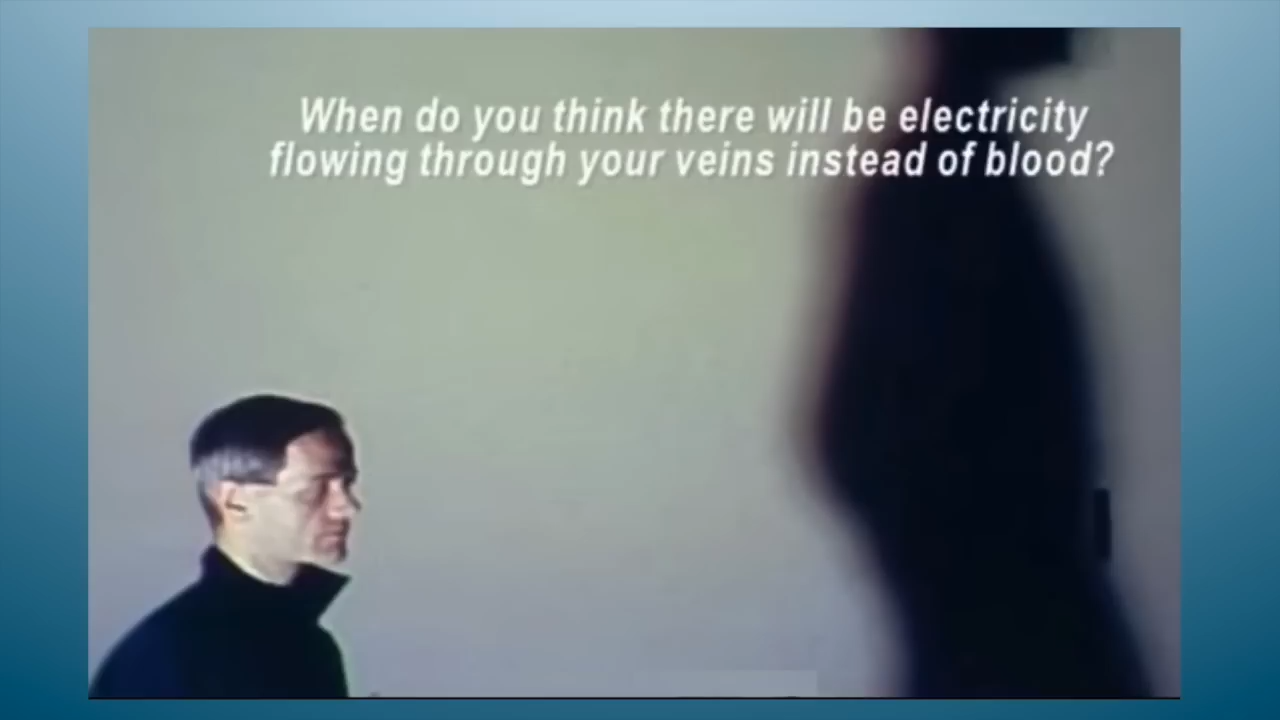 When do you think there will be electricity
flowing through your veins instead of blood?